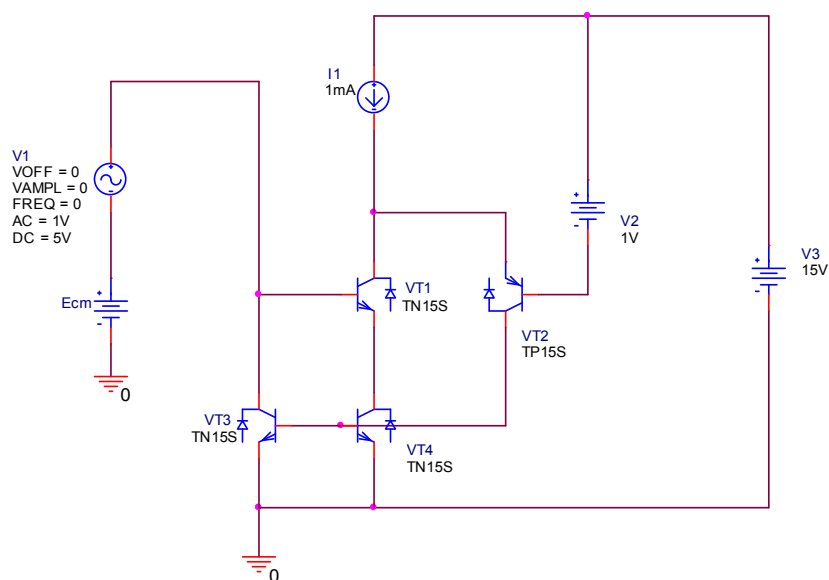 I1
1mA
V1
VOFF = 0
VAMPL = 0
FREQ = 0
AC = 1V
DC = 5V
V2
1V
V3
15V
Ecm
VT1
TN15S
VT2
TP15S
0
VT3
TN15S
VT4
TN15S
0